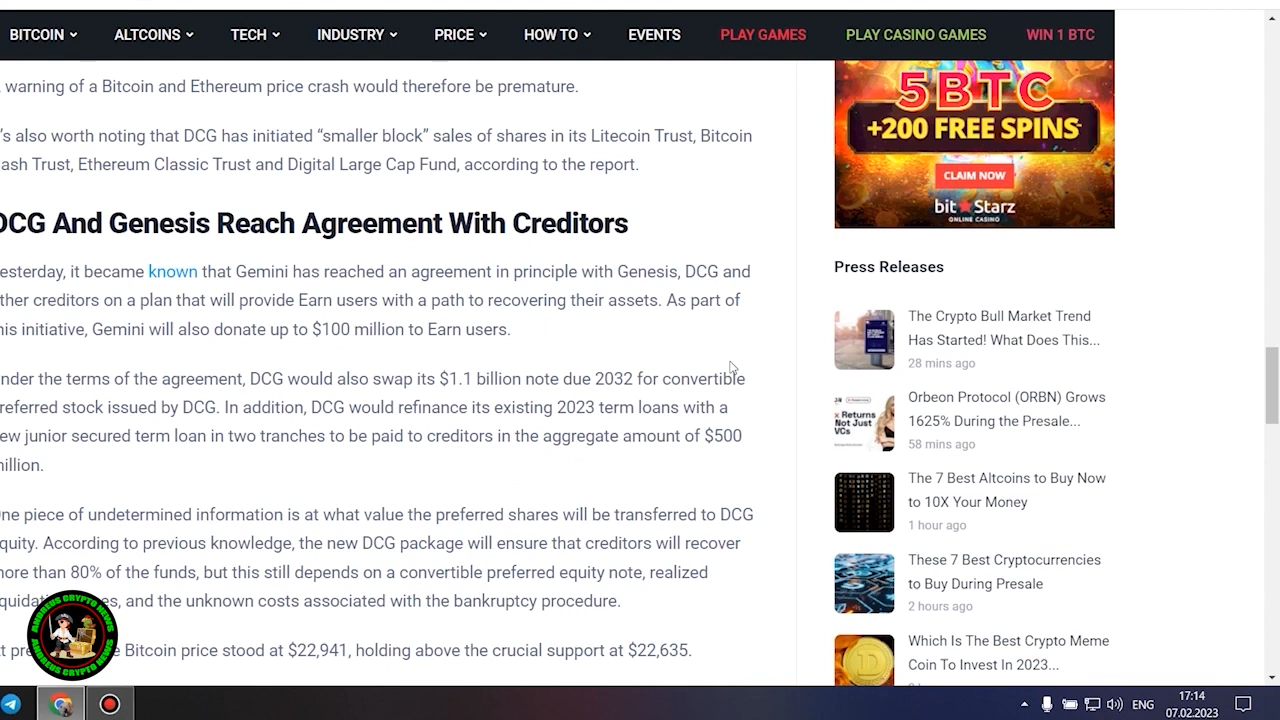 BITCOIN ALTCOINS TECH INDUSTRY PRICE HOW TO EVENTS PLAY GAMES PLAY CASINO GAMES WIN 1 BTC
warning of a Bitcoin and Ethereum price crash would therefore be premature.
's also worth noting that DCG has initiated “smaller block” sales of shares in its Litecoin Trust, Bitcoin
ash Trust, Ethereum Classic Trust and Digital Large Cap Fund, according to the report.
DCG And Genesis Reach Agreement With Creditors
esterday, it became known that Gemini has reached an agreement in principle with Genesis, DCG and
ther creditors on a plan that will provide Earn users with a path to recovering their assets. As part of
his initiative, Gemini will also donate up to $100 million to Earn users.
nder the terms of the agreement, DCG would also swap its $1.1 billion note due 2032 for convertible
referred stock issued by DCG. In addition, DCG would refinance its existing 2023 term loans with a
ew junior secured term loan in two tranches to be paid to creditors in the aggregate amount of $500
illion.
ne piece of undetermined information is at what value the preferred shares will be transferred to DCG
quity. According to previous knowledge, the new DCG package will ensure that creditors will recover
ore than 80% of the funds, but this still depends on a convertible preferred equity note, realized
quidat es, and the unknown costs associated with the bankruptcy procedure.
t pre e Bitcoin price stood at $22,941, holding above the crucial support at $22,635.
ANDREUS CRYPTO NEWS
ANDREUS CRYPTO NEWS
5BTC
+200 FREE SPINS
CLAIM NOW
bitStarz
ONLINE CASINO
Press Releases
The Crypto Bull Market Trend
Has Started! What Does This...
28 mins ago
Returns
Not Just
VCs
Orbeon Protocol (ORBN) Grows
1625% During the Presale...
58 mins ago
The 7 Best Altcoins to Buy Now
to 10X Your Money
1 hour ago
These 7 Best Cryptocurrencies
to Buy During Presale
2 hours ago
Which Is The Best Crypto Meme
Coin To Invest In 2023...
ENG
17:14
07.02.2023